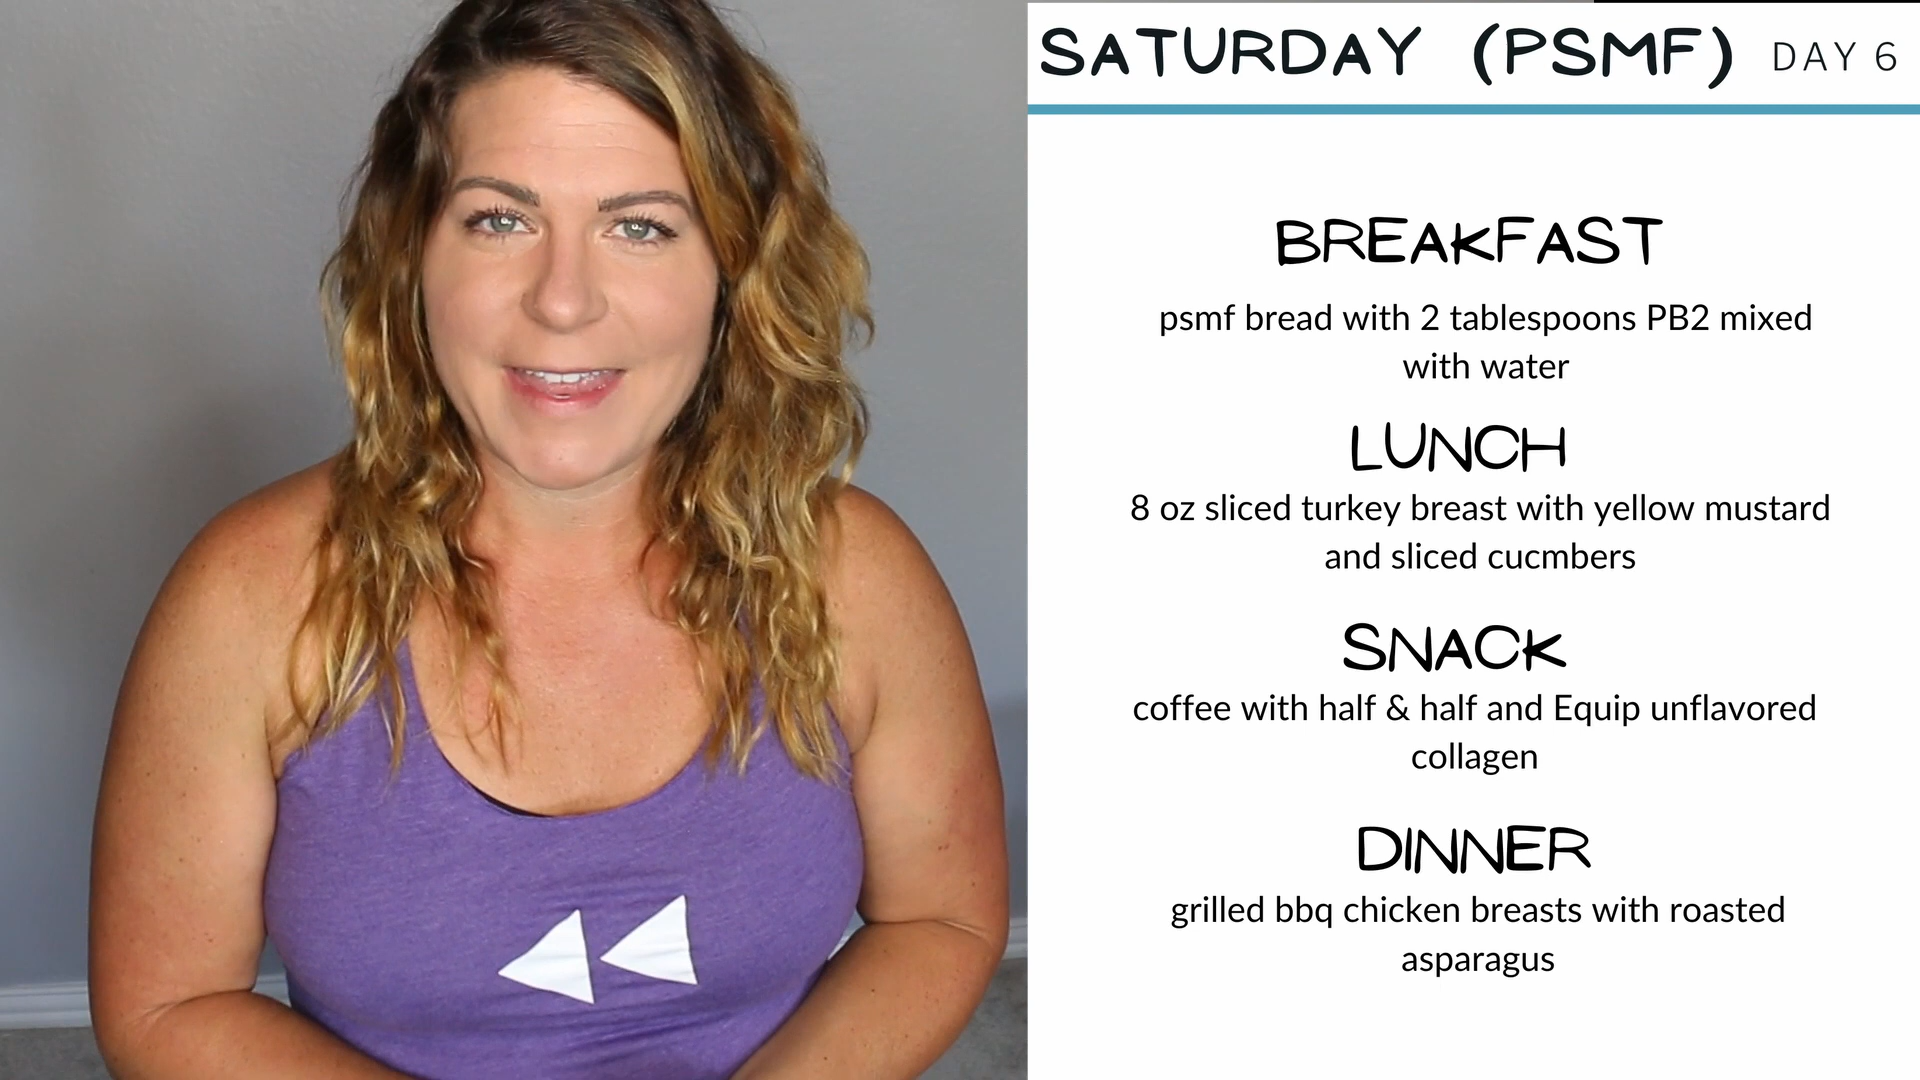 SATURDAY (PSMF) DAY 6
BREAKFAST
psmf bread with 2 tablespoons PB2 mixed
with water
LUNCH
8 oz sliced turkey breast with yellow mustard
and sliced cucmbers
SNACK
coffee with half & half and Equip unflavored
collagen
DINNER
grilled bbq chicken breasts with roasted
asparagus